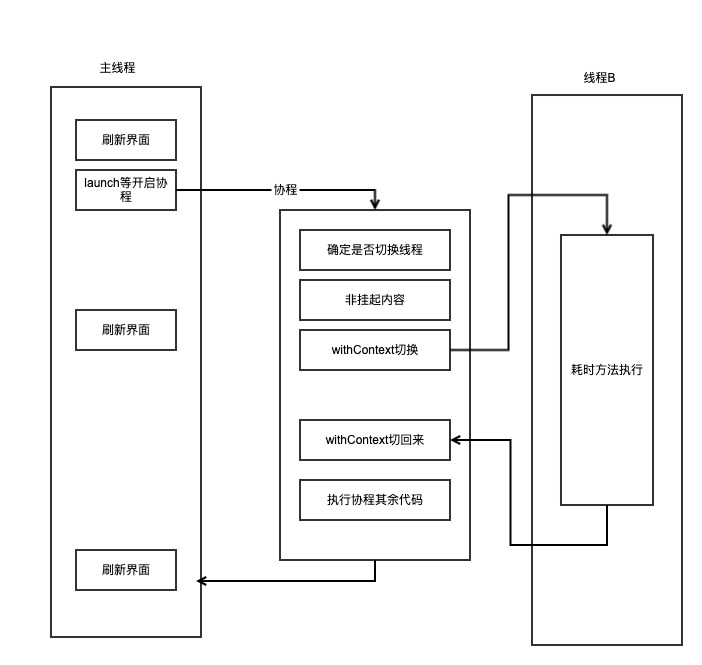 主线程
线程B
刷新界面
launch等开启协
程
协程
确定是否切换线程
非挂起内容
刷新界面
withContext切换
耗时方法执行
withContext切回来
执行协程其余代码
刷新界面